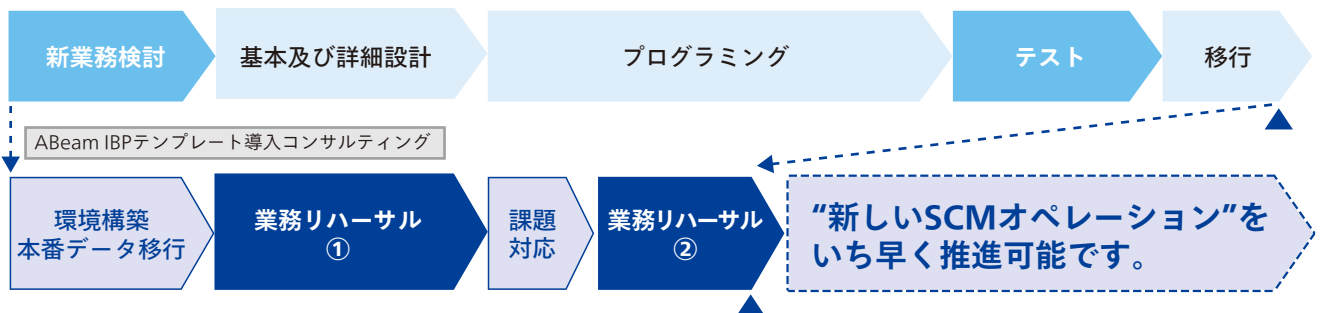 新業務検討
基本及び詳細設計
プログラミング
テスト
移行
ABeam IBPテンプレート導入コンサルティング
環境構築
本番データ移行
業務リハーサル
①
課題
対応
業務リハーサル
②
“新しいSCMオペレーション”を
いち早く推進可能です。